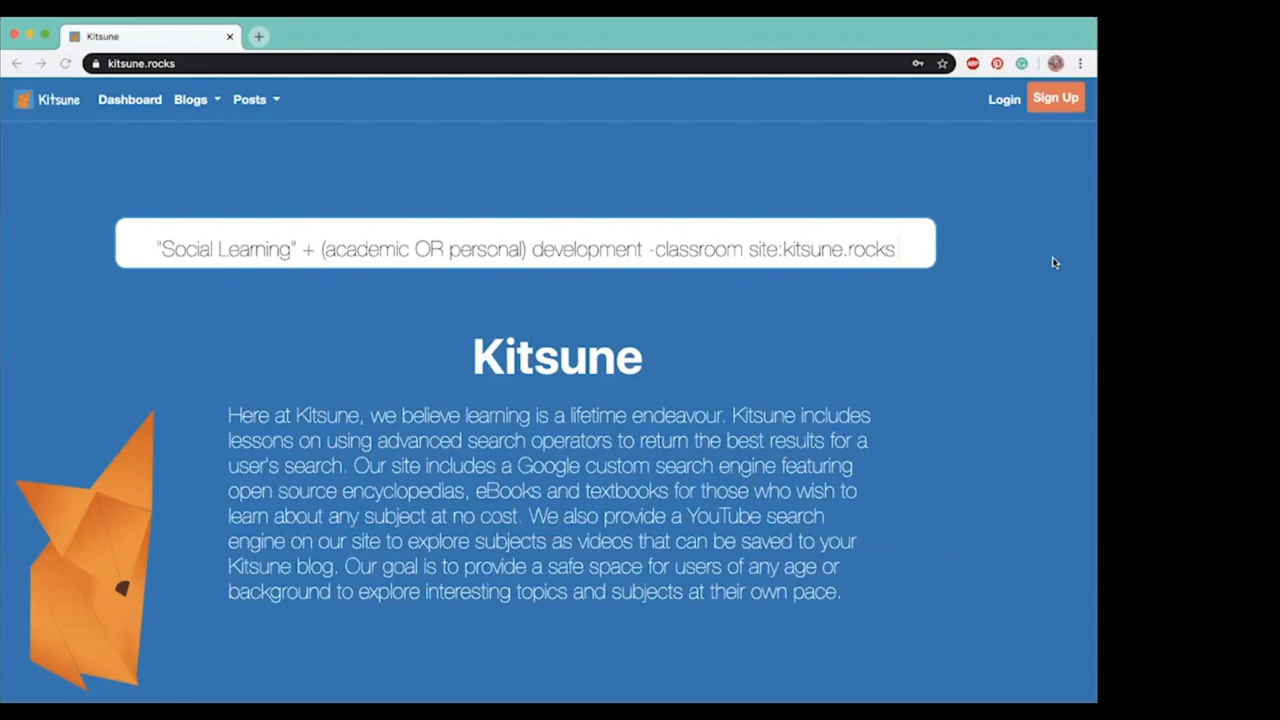 Kitsune
kitsune.rocks
ABP
Kitsune Dashboard Blogs Posts Login Sign Up
"Social Learning" + (academic OR personal) development -classroom site:kitsune.rocks
Kitsune
Here at Kitsune, we believe learning is a lifetime endeavour. Kitsune includes
lessons on using advanced search operators to return the best results for a
user's search. Our site includes a Google custom search engine featuring
open source encyclopedias, eBooks and textbooks for those who wish to
learn about any subject at no cost. We also provide a YouTube search
engine on our site to explore subjects as videos that can be saved to your
Kitsune blog. Our goal is to provide a safe space for users of any age or
background to explore interesting topics and subjects at their own pace.